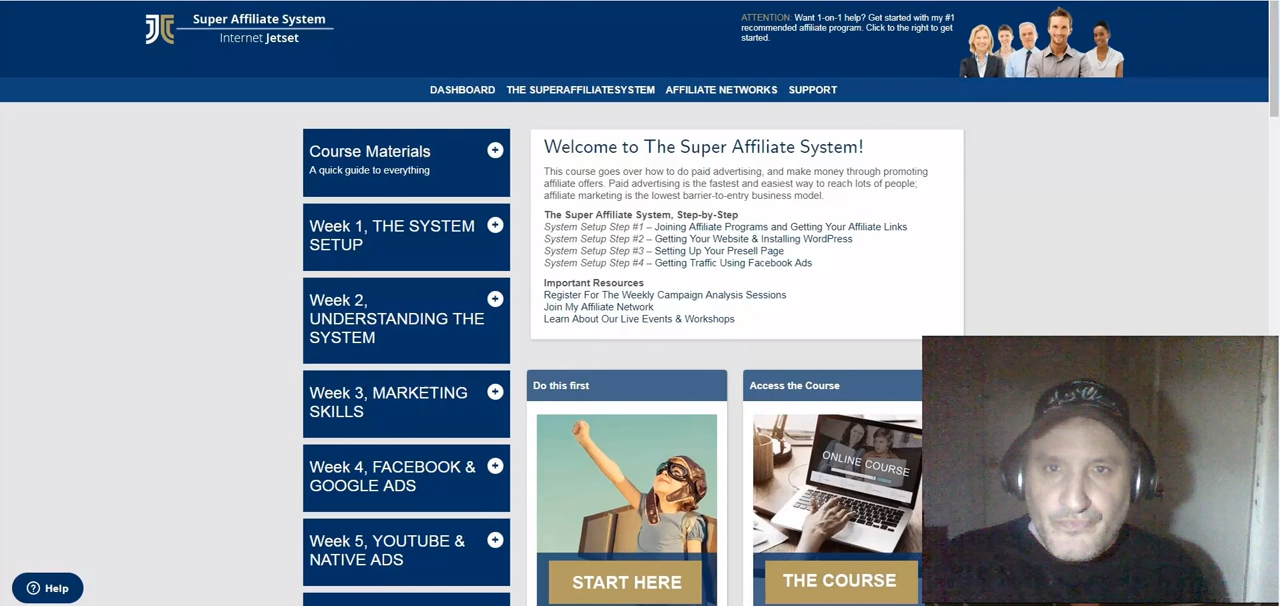 Super Affiliate System
Internet Jetset
ATTENTION: Want 1-on-1 help? Get started with my #1
recommended affiliate program. Click to the right to get
started.
DASHBOARD THE SUPERAFFILIATESYSTEM AFFILIATE NETWORKS SUPPORT
Course Materials
A quick guide to everything
Week 1, THE SYSTEM
SETUP
Week 2,
UNDERSTANDING THE
SYSTEM
Week 3, MARKETING
SKILLS
Week 4, FACEBOOK &
GOOGLE ADS
Week 5, YOUTUBE &
NATIVE ADS
Welcome to The Super Affiliate System!
This course goes over how to do paid advertising, and make money through promoting
affiliate offers. Paid advertising is the fastest and easiest way to reach lots of people;
affiliate marketing is the lowest barrier-to-entry business model.
The Super Affiliate System, Step-by-Step
System Setup Step #1 – Joining Affiliate Programs and Getting Your Affiliate Links
System Setup Step #2 – Getting Your Website & Installing WordPress
System Setup Step #3 – Setting Up Your Presell Page
System Setup Step #4 – Getting Traffic Using Facebook Ads
Important Resources
Register For The Weekly Campaign Analysis Sessions
Join My Affiliate Network
Learn About Our Live Events & Workshops
Do this first
START HERE
Access the Course
ONLINE COURSE
THE COURSE
Help